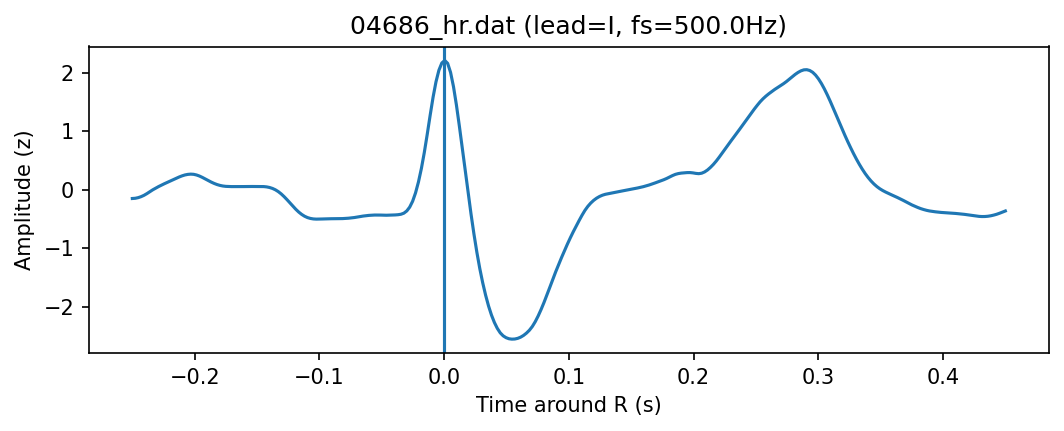 04686_hr.dat (lead=I, fs=500.0Hz)
Amplitude (z)
2
1
0
−1
−2
−0.2 −0.1 0.0 0.1 0.2 0.3 0.4
Time around R (s)